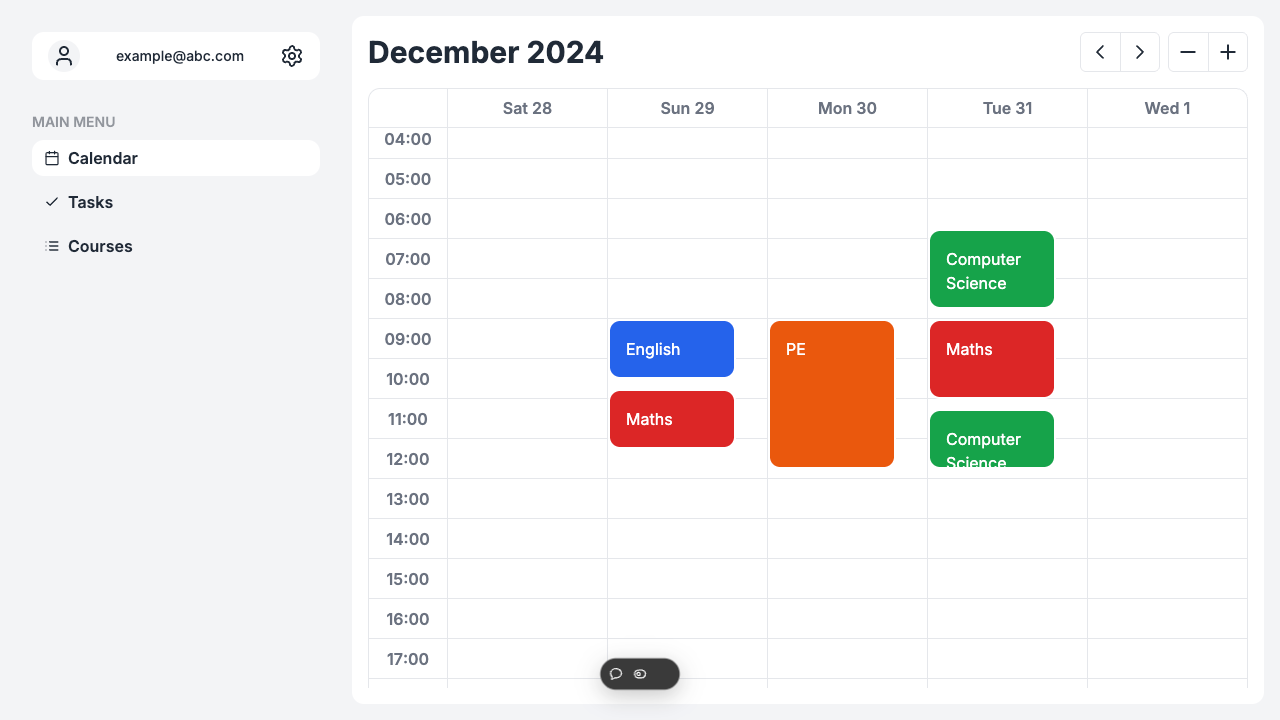 example@abc.com
MAIN MENU
Calendar
Tasks
Courses
December 2024
Sat 28
Sun 29
Mon 30
Tue 31
Wed 1
04:00
05:00
06:00
07:00
08:00
09:00
10:00
11:00
12:00
13:00
14:00
15:00
16:00
17:00
English
Maths
PE
Computer
Science
Maths
Computer
Science